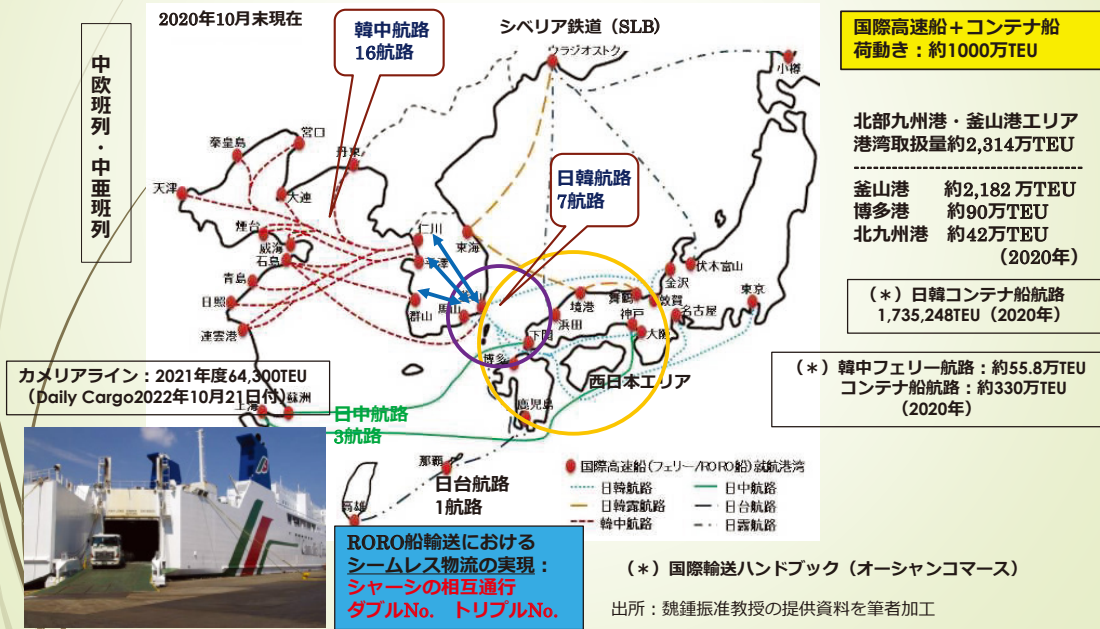 2020年10月末現在
中欧班列・中亜班列
韓中航路
16航路
シベリア鉄道（SLB）
ウラジオストク
小樽
国際高速船＋コンテナ船
荷動き：約1000万TEU
北部九州港・釜山港エリア
港湾取扱量約2,314万TEU
釜山港 約2,182 万TEU
博多港 約90万TEU
北九州港 約42万TEU
（2020年）
（＊）日韓コンテナ船航路
1,735,248TEU（2020年）
（＊）韓中フェリー航路：約55.8万TEU
コンテナ船航路：約330万TEU
（2020年）
日韓航路
7航路
営口
秦皇島
丹東
天津
大連
煙台
威海
石島
青島
日照
連雲港
仁川
平澤
群山
馬山
東海
伏木富山
金沢
敦賀
舞鶴
境港
神戸
名古屋
東京
浜田
大阪
下関
博多
西日本エリア
鹿児島
カメリアライン：2021年度64,300TEU
（Daily Cargo2022年10月21日付）
上海
蘇洲
日中航路
3航路
那覇
日台航路
1航路
高雄
国際高速船（フェリー/RORO船）就航港湾
日韓航路
日中航路
日韓露航路
日台航路
韓中航路
日露航路
RORO船輸送における
シームレス物流の実現：
シャーシの相互通行
ダブルNo. トリプルNo.
（＊）国際輸送ハンドブック（オーシャンコマース）
出所：魏鍾振准教授の提供資料を筆者加工